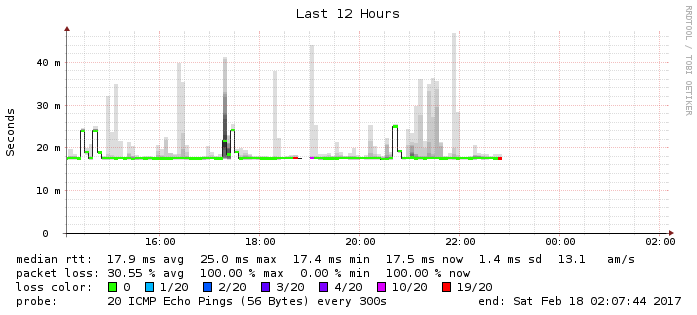 Last 12 Hours
RRDTOOL / TOBI OETIKER
Seconds
40 m
30 m
20 m
10 m
0
16:00 18:00 20:00 22:00 00:00 02:00
median rtt: 17.9 ms avg 25.0 ms max 17.4 ms min 17.5 ms now 1.4 ms sd 13.1 am/s
packet loss: 30.55 % avg 100.00 % max 0.00 % min 100.00 % now
loss color: 0 1/20 2/20 3/20 4/20 10/20 19/20
probe: 20 ICMP Echo Pings (56 Bytes) every 300s end: Sat Feb 18 02:07:44 2017